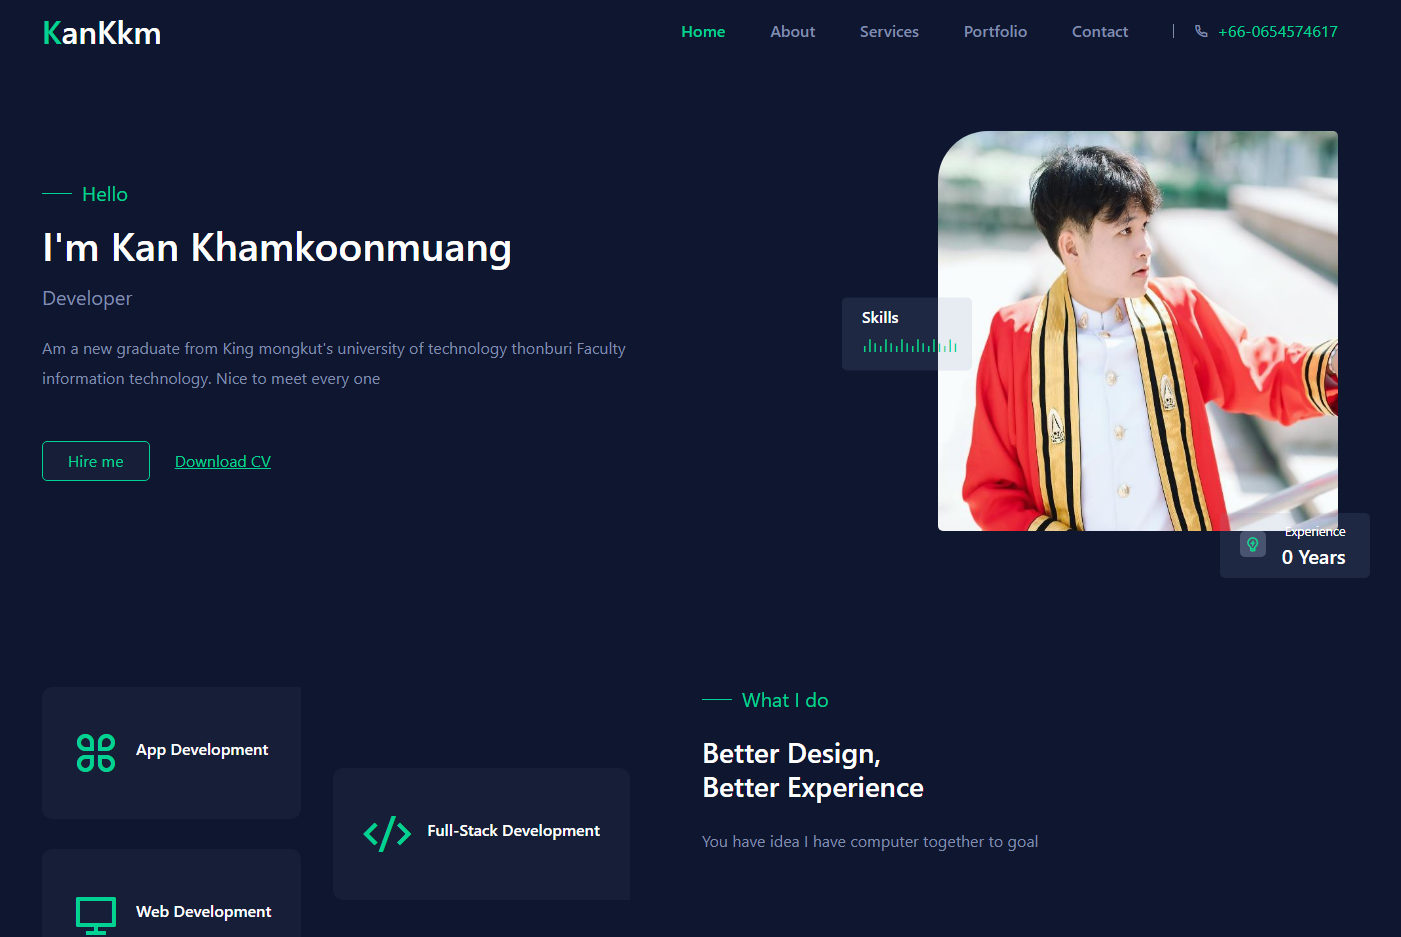 KanKkm
Home About Services Portfolio Contact +66-0654574617
Hello
I'm Kan Khamkoonmuang
Developer
Am a new graduate from King mongkut's university of technology thonburi Faculty
information technology. Nice to meet every one
Hire me Download CV
Skills
Experience
0 Years
App Development
Full-Stack Development
Web Development
What I do
Better Design,
Better Experience
You have idea I have computer together to goal